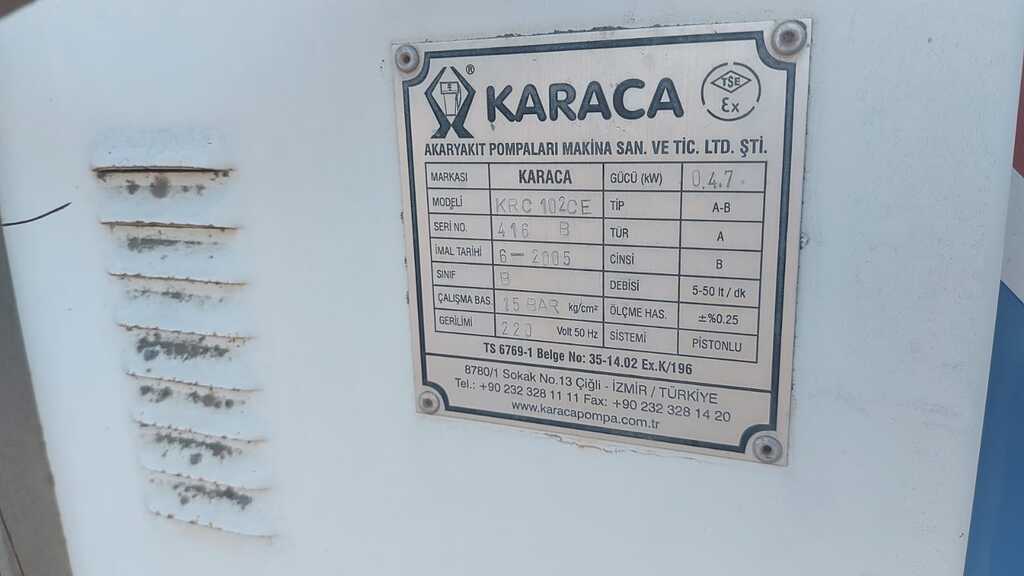 ® KARACA TSE Ex
AKARYAKIT POMPALARI MAKİNA SAN. VE TİC. LTD. ŞTİ.
MARKASI KARACA GÜCÜ (kW) 0.4.7.
MODELİ KRC 102CE TİP A-B
SERİ NO. 416 B TÜR A
İMAL TARİHİ 6-2005 CİNSİ B
SINIF B DEBİSİ 5-50 lt / dk
ÇALIŞMA BAS. 15 BAR kg/cm² ÖLÇME HAS. ±%0.25
GERİLİMİ 220 Volt 50 Hz SİSTEMİ PİSTONLU
TS 6769-1 Belge No: 35-14.02 Ex.K/196
8780/1 Sokak No.13 Çiğli - İZMİR / TÜRKİYE
Tel.: +90 232 328 11 11 Fax: +90 232 328 14 20
www.karacapompa.com.tr